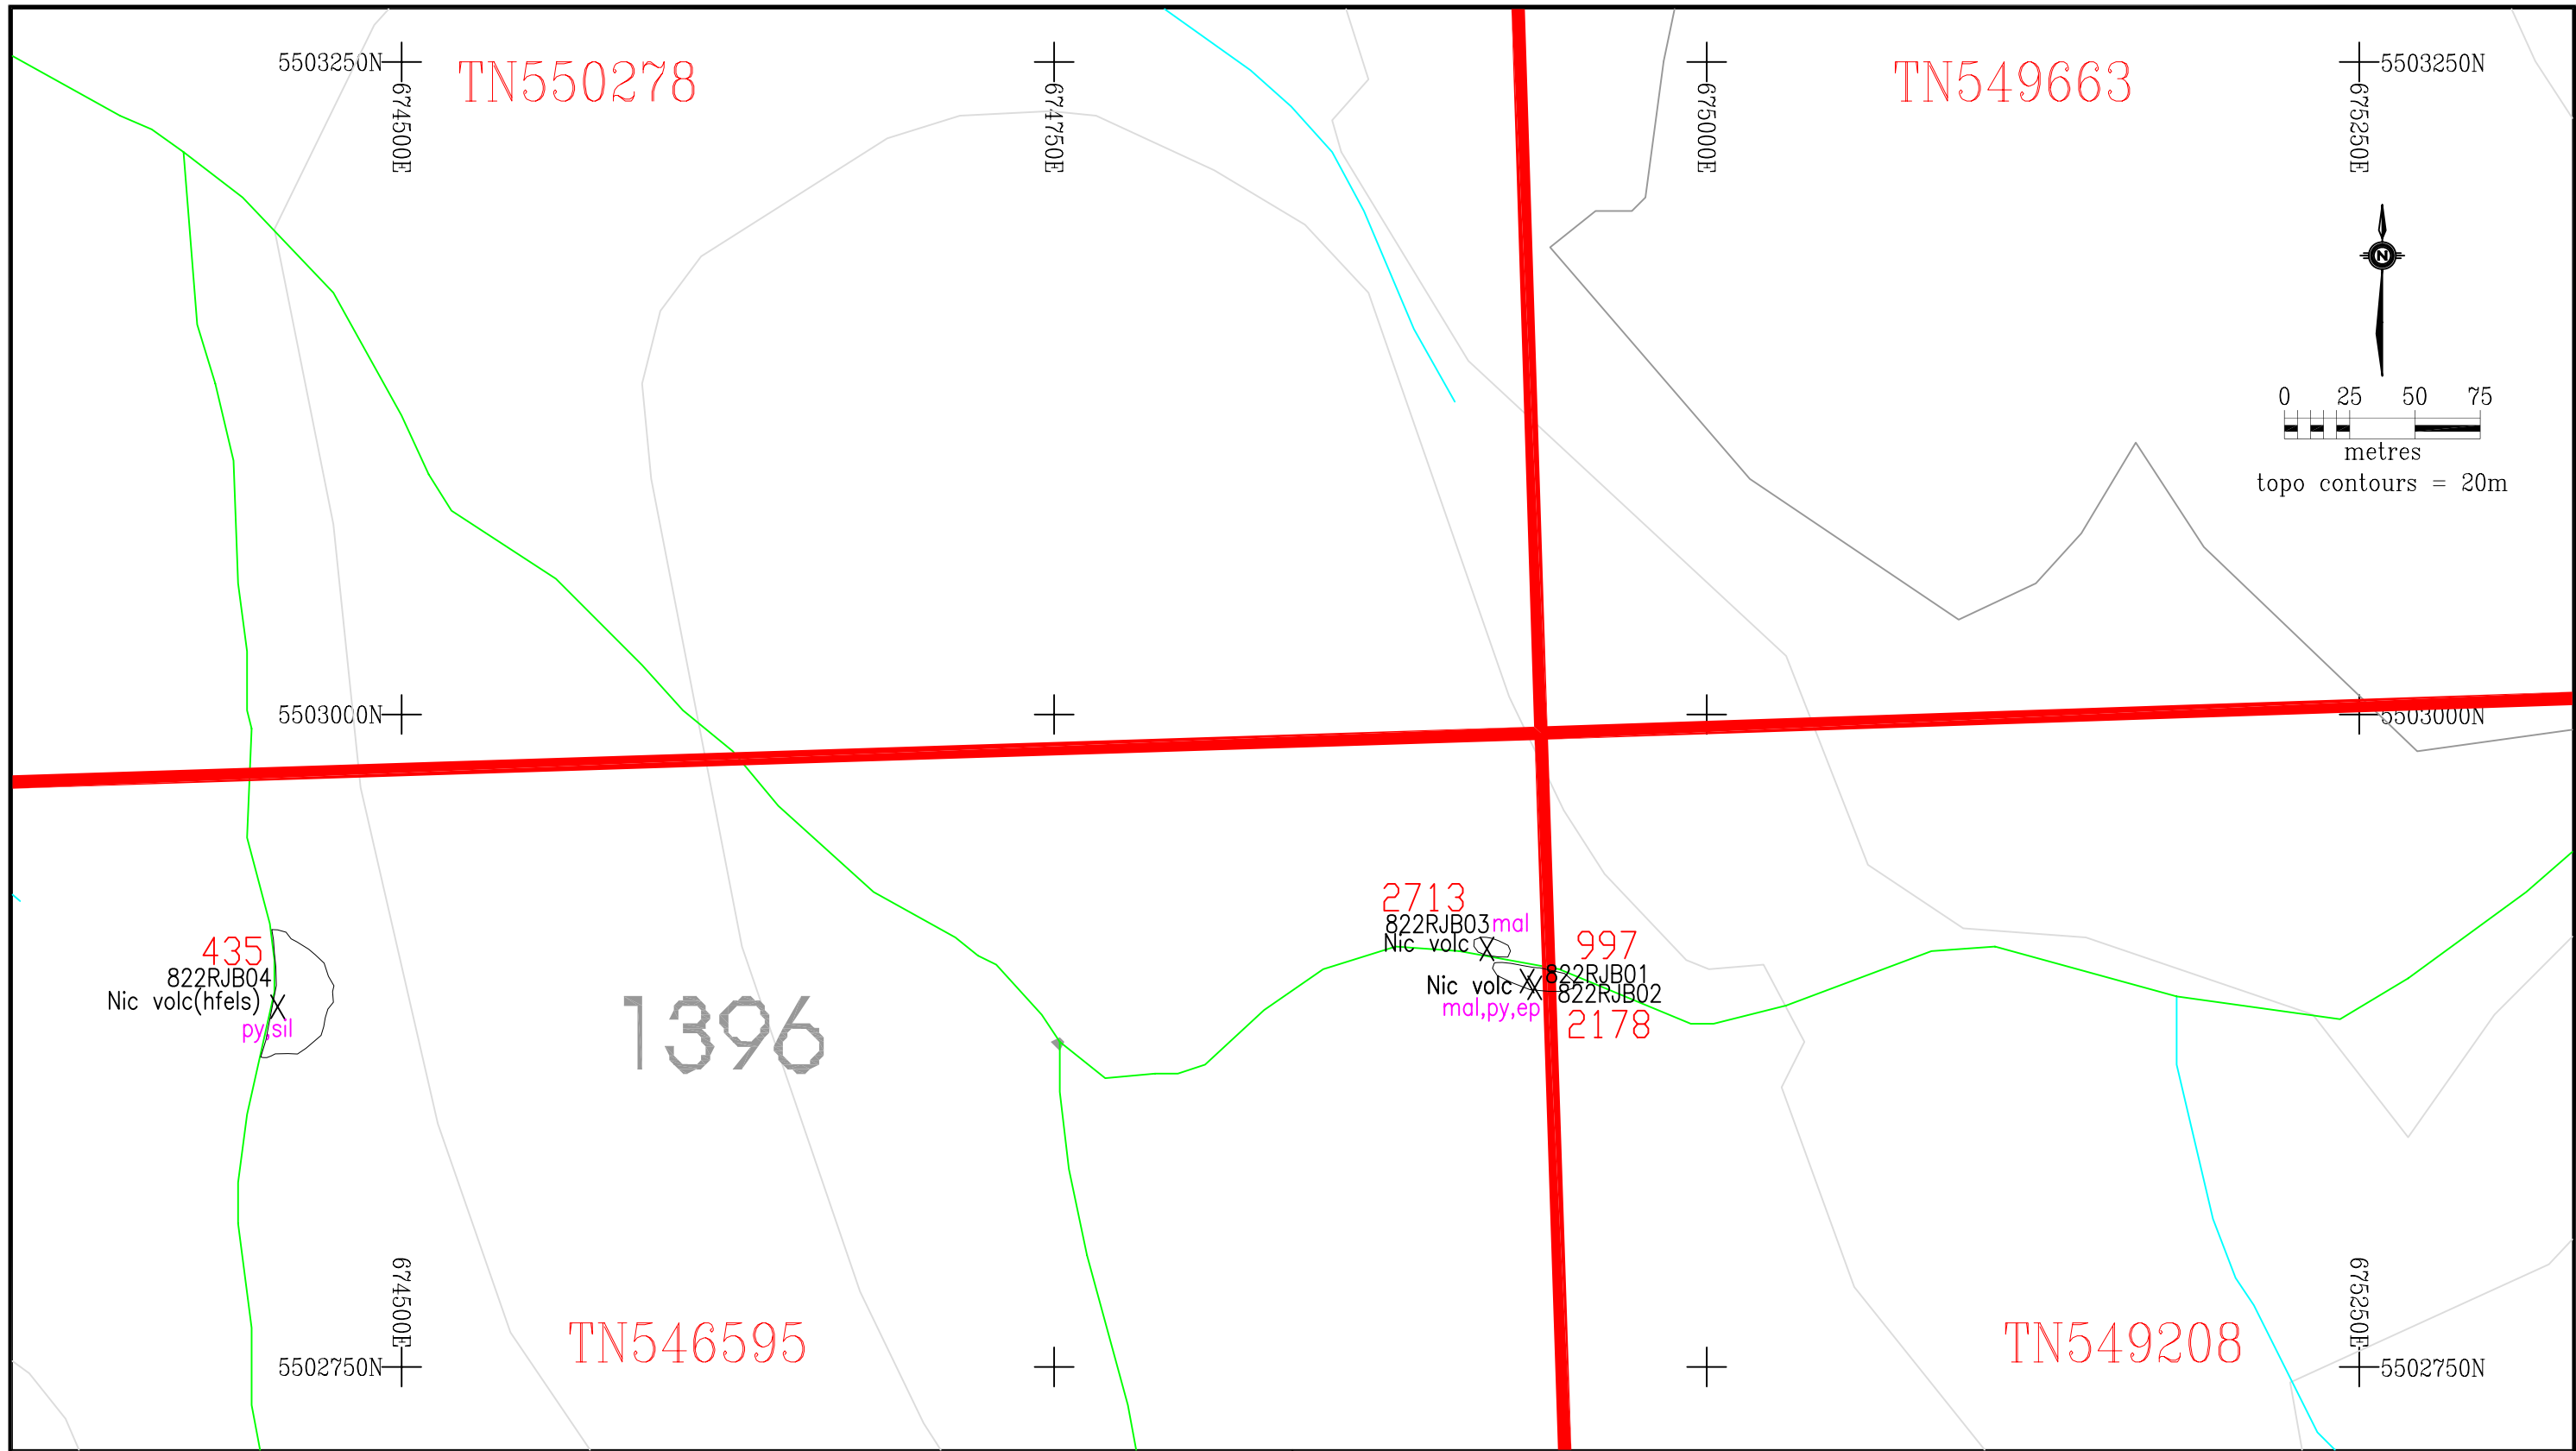 5503250N
TN550278
TN549663
5503250N
674500E
674750E
675000E
675250E
N
0 25 50 75
metres
topo contours = 20m
5503000N
5503000N
2713
822RJB03 mal
Nic volc
435
822RJB04
Nic volc(hfels)
py,sil
997
822RJB01
Nic volc
822RJB02
mal,py,ep
2178
1396
674500E
675250E
TN546595
TN549208
5502750N
5502750N